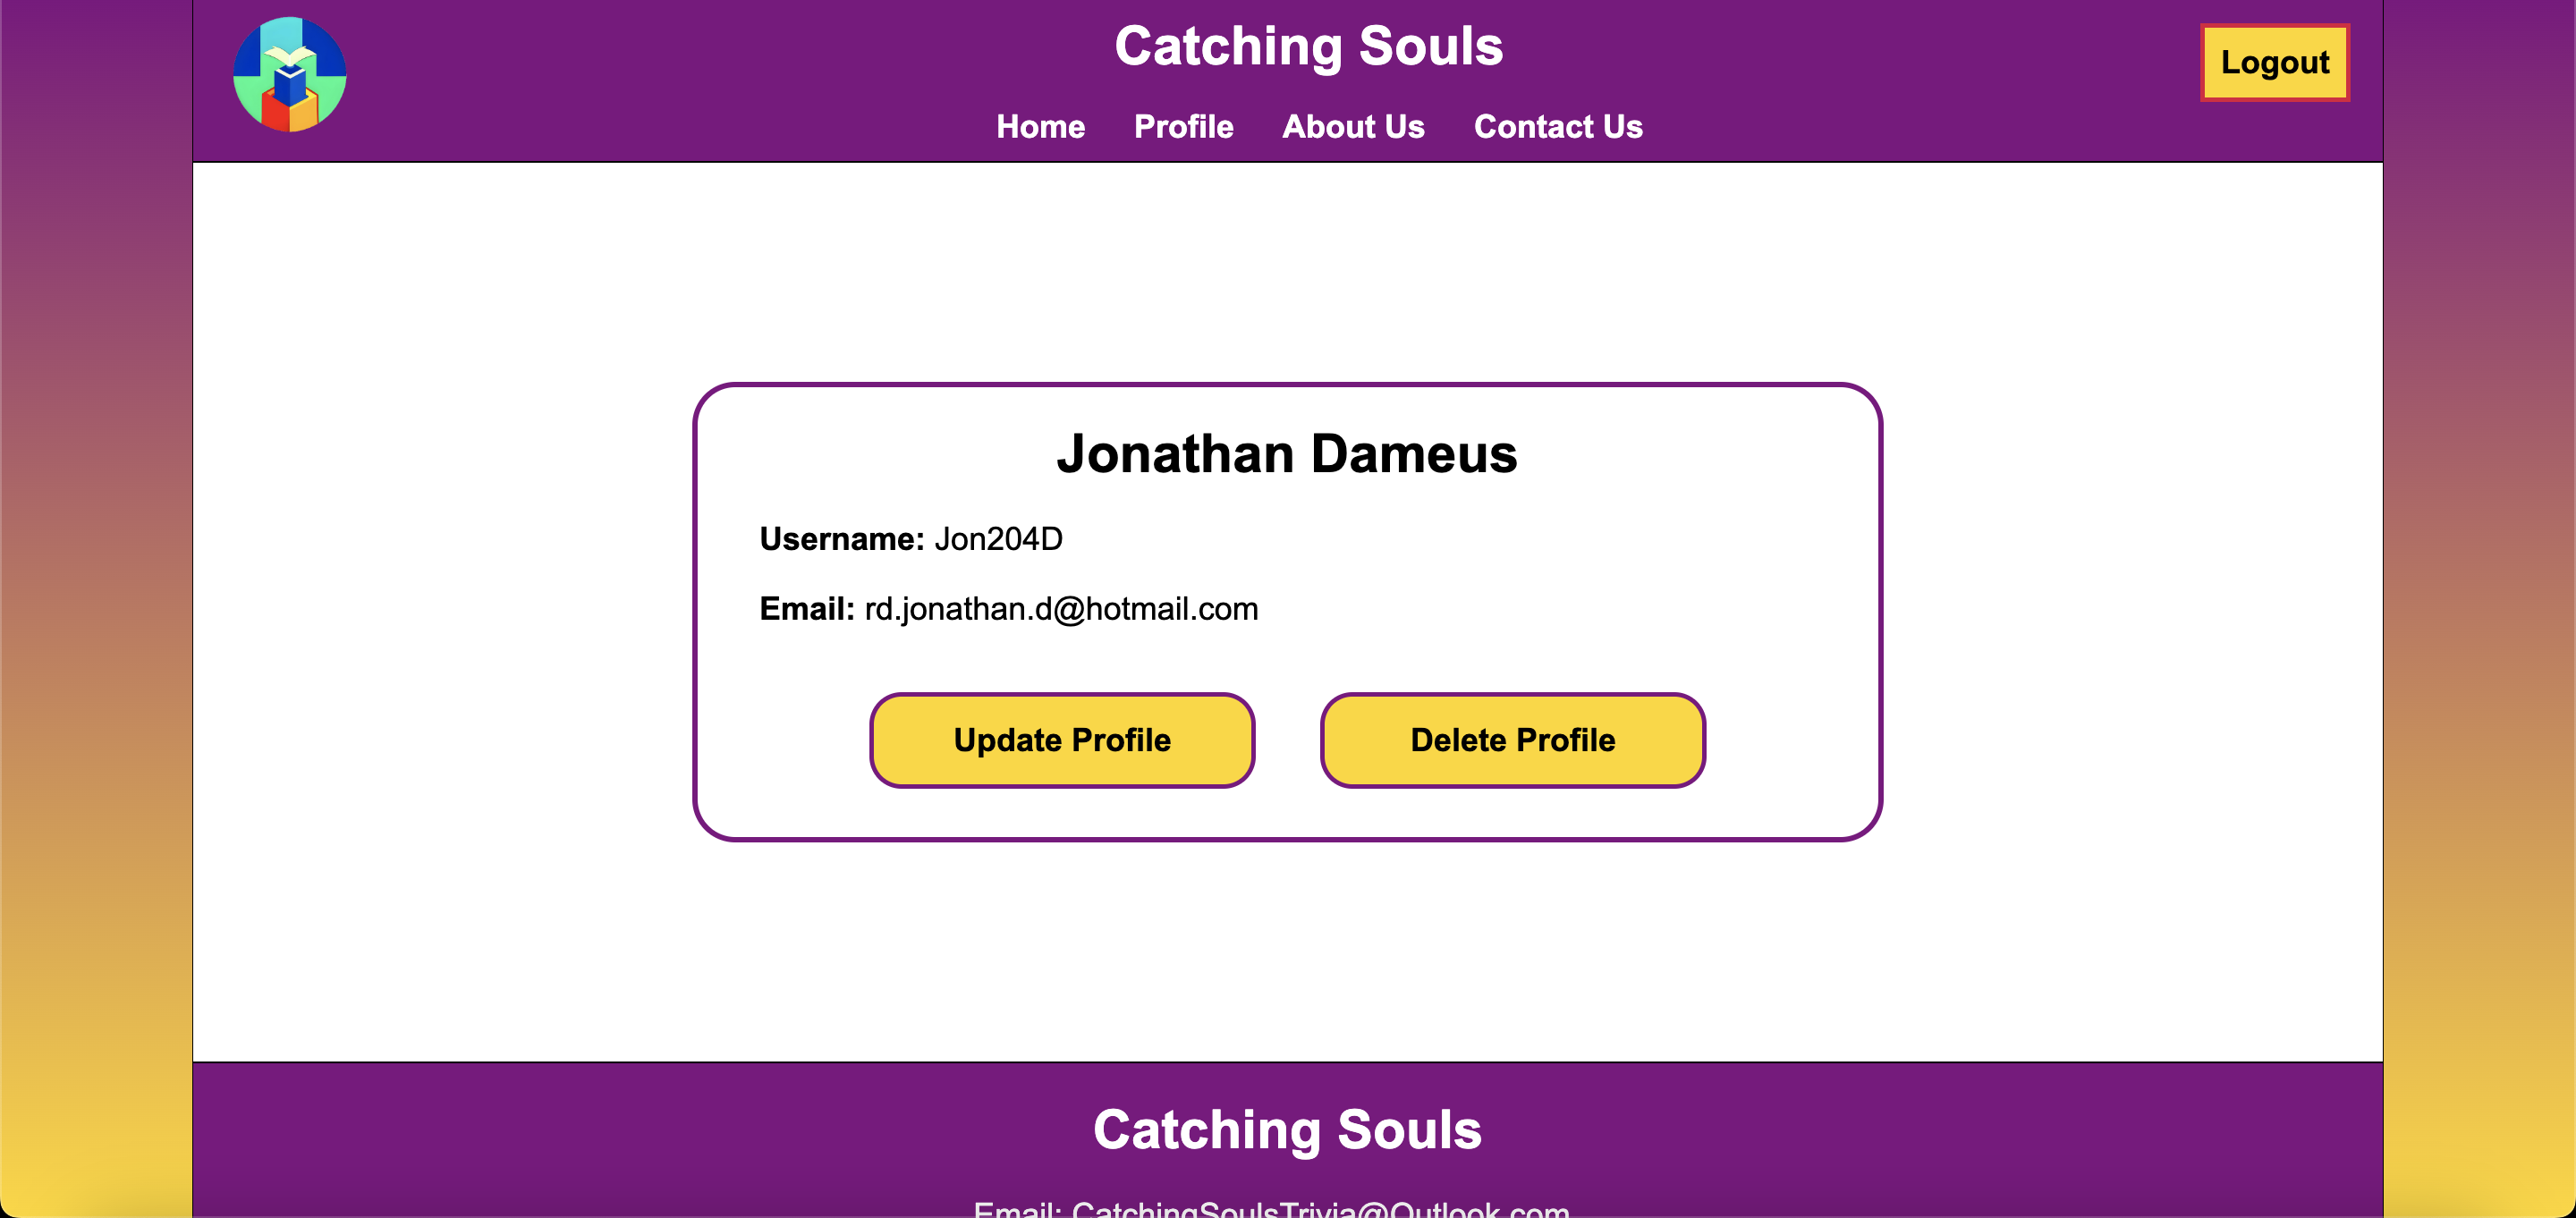 Catching Souls
Logout
Home Profile About Us Contact Us
Jonathan Dameus
Username: Jon204D
Email: rd.jonathan.d@hotmail.com
Update Profile Delete Profile
Catching Souls
Email: CatchingSoulsTrivia@Outlook.com